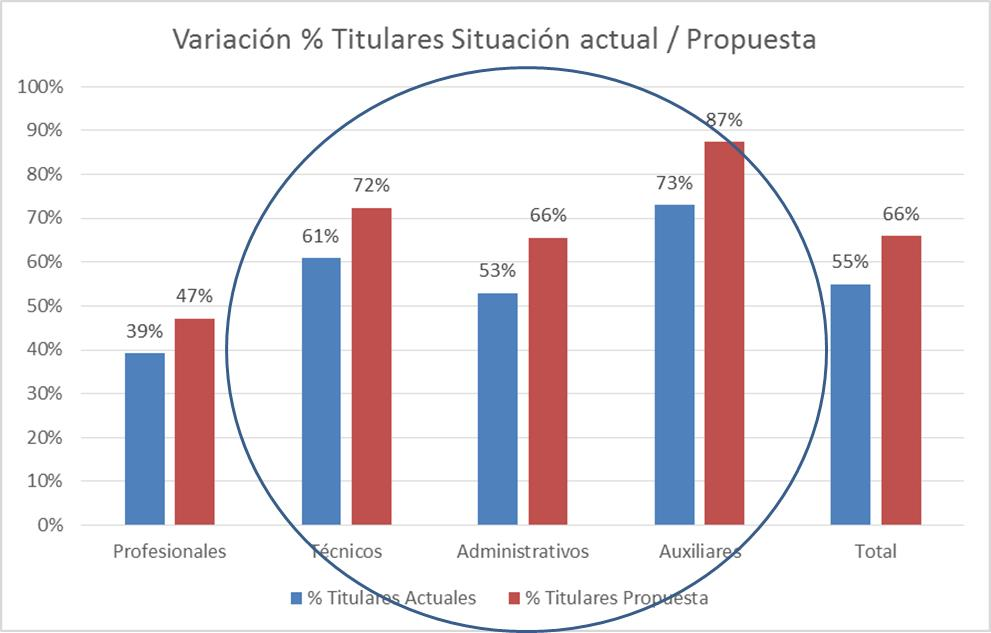 Variación % Titulares Situación actual / Propuesta
100%
90%
80%
70%
60%
50%
40%
30%
20%
10%
0%
39%
47%
61%
72%
53%
66%
73%
87%
55%
66%
Profesionales
Técnicos
Administrativos
Auxiliares
Total
% Titulares Actuales
% Titulares Propuesta